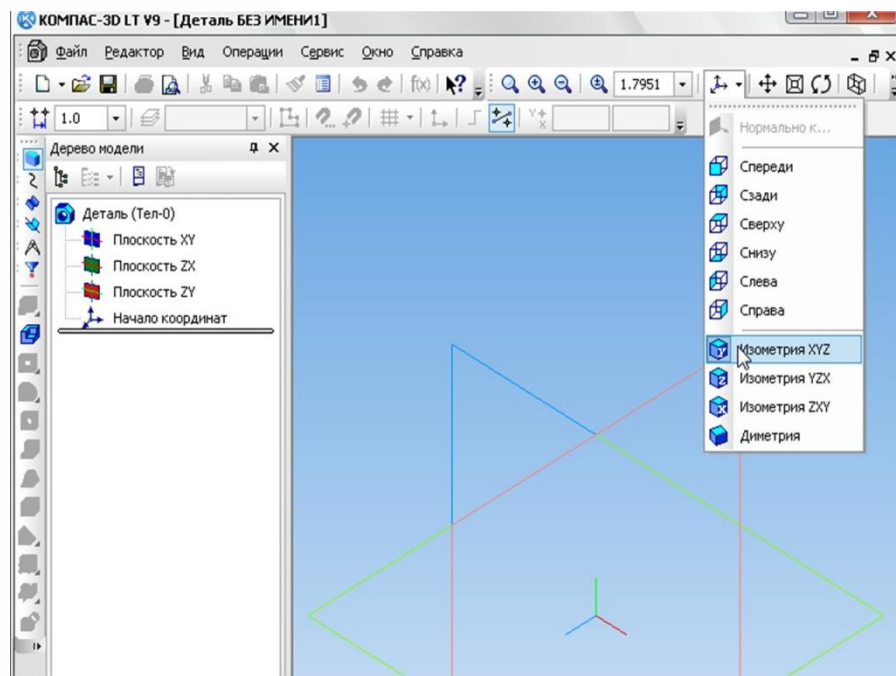 КОМПАС-3D LT V9 - [Деталь БЕЗ ИМЕНИ1]
Файл Редактор Вид Операции Сервис Окно Справка
f(x) 1.7951
1.0
Дерево модели
Деталь (Тел-0)
Плоскость XY
Плоскость ZX
Плоскость ZY
Начало координат
Нормально к...
Спереди
Сзади
Сверху
Снизу
Слева
Справа
Изометрия XYZ
Изометрия YZX
Изометрия ZXY
Диметрия